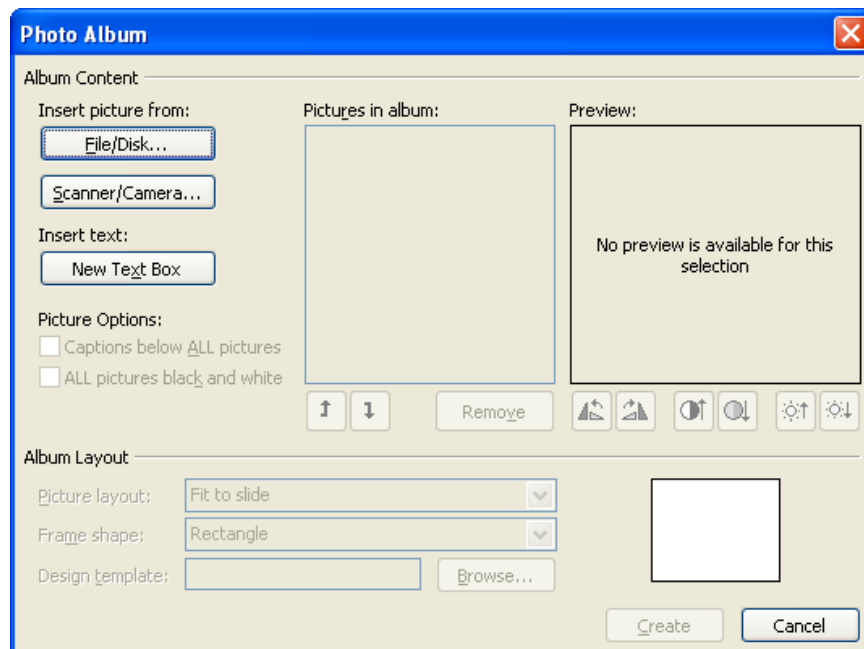 Photo Album
Album Content
Insert picture from:
File/Disk...
Scanner/Camera...
Insert text:
New Text Box
Picture Options:
Captions below ALL pictures
ALL pictures black and white
Pictures in album:
Remove
Preview:
No preview is available for this
selection
Album Layout
Picture layout:
Fit to slide
Frame shape:
Rectangle
Design template:
Browse...
Create
Cancel